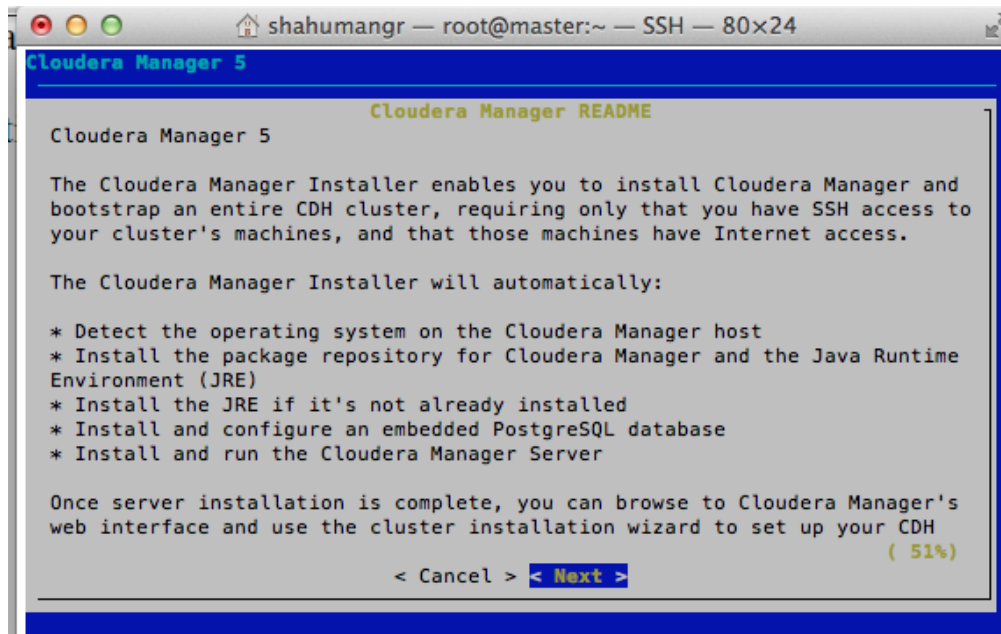 shahumangr — root@master:~ — SSH — 80×24
Cloudera Manager 5
Cloudera Manager README
Cloudera Manager 5
The Cloudera Manager Installer enables you to install Cloudera Manager and
bootstrap an entire CDH cluster, requiring only that you have SSH access to
your cluster's machines, and that those machines have Internet access.
The Cloudera Manager Installer will automatically:
* Detect the operating system on the Cloudera Manager host
* Install the package repository for Cloudera Manager and the Java Runtime
Environment (JRE)
* Install the JRE if it's not already installed
* Install and configure an embedded PostgreSQL database
* Install and run the Cloudera Manager Server
Once server installation is complete, you can browse to Cloudera Manager's
web interface and use the cluster installation wizard to set up your CDH
( 51%)
< Cancel > < Next >